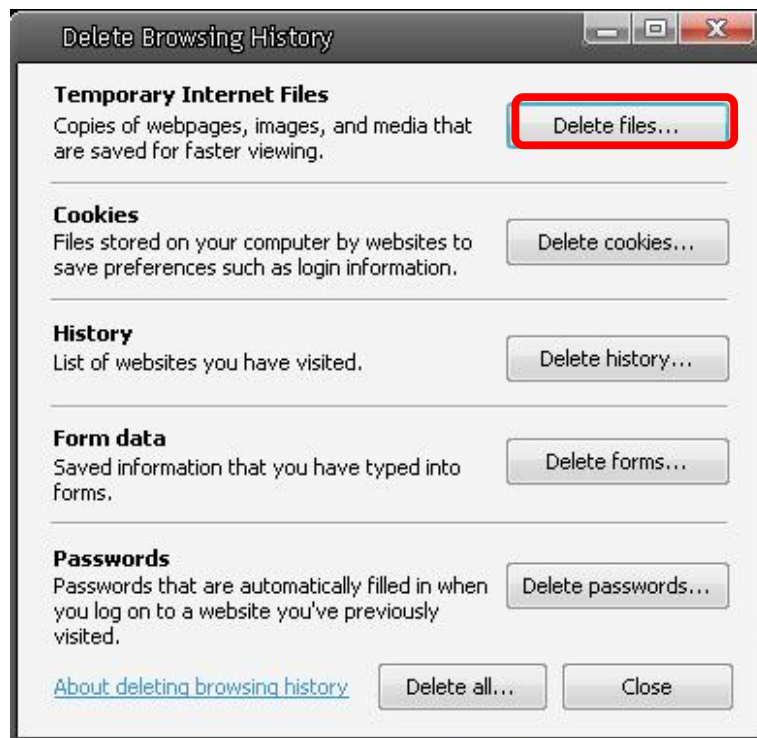 Delete Browsing History
Temporary Internet Files
Copies of webpages, images, and media that
are saved for faster viewing.
Delete files...
Cookies
Files stored on your computer by websites to
save preferences such as login information.
Delete cookies...
History
List of websites you have visited.
Delete history...
Form data
Saved information that you have typed into
forms.
Delete forms...
Passwords
Passwords that are automatically filled in when
you log on to a website you've previously
visited.
Delete passwords...
About deleting browsing history
Delete all...
Close